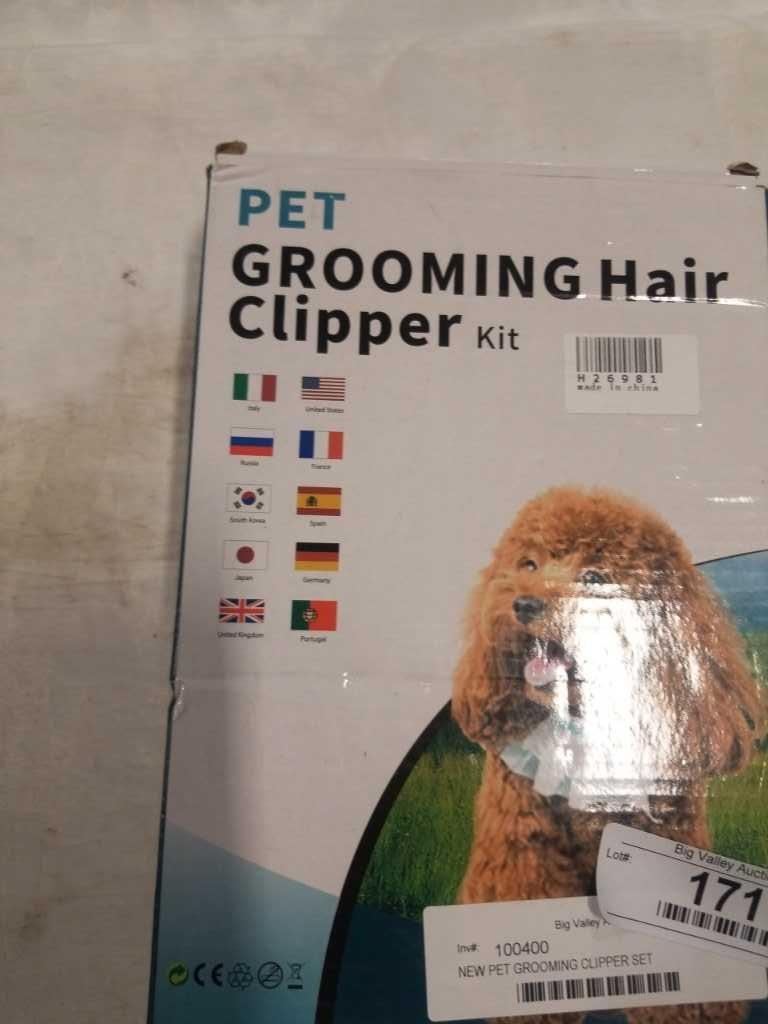 PET
GROOMING Hair
Clipper Kit
H26981
made in china
Italy
United States
Russia
France
South Korea
Spain
Japan
Germany
United Kingdom
Portugal
Lot#:
Big Valley
171
Big Valley
Inv#: 100400
NEW PET GROOMING CLIPPER SET
CE